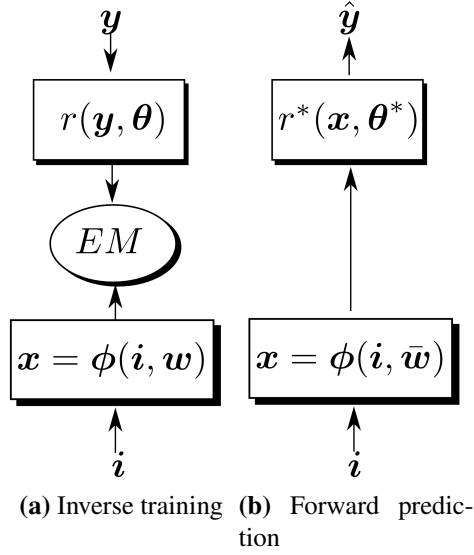 y ŷ
r(y, θ) r*(x, θ*)
EM
x = ϕ(i, w) x = ϕ(i, w̄)
i i
(a) Inverse training (b) Forward predic-
tion